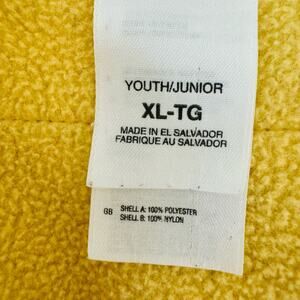 YOUTH/JUNIOR
XL-TG
MADE IN EL SALVADOR
FABRIQUE AU SALVADOR
GB SHELL A: 100% POLYESTER
SHELL B: 100% NYLON